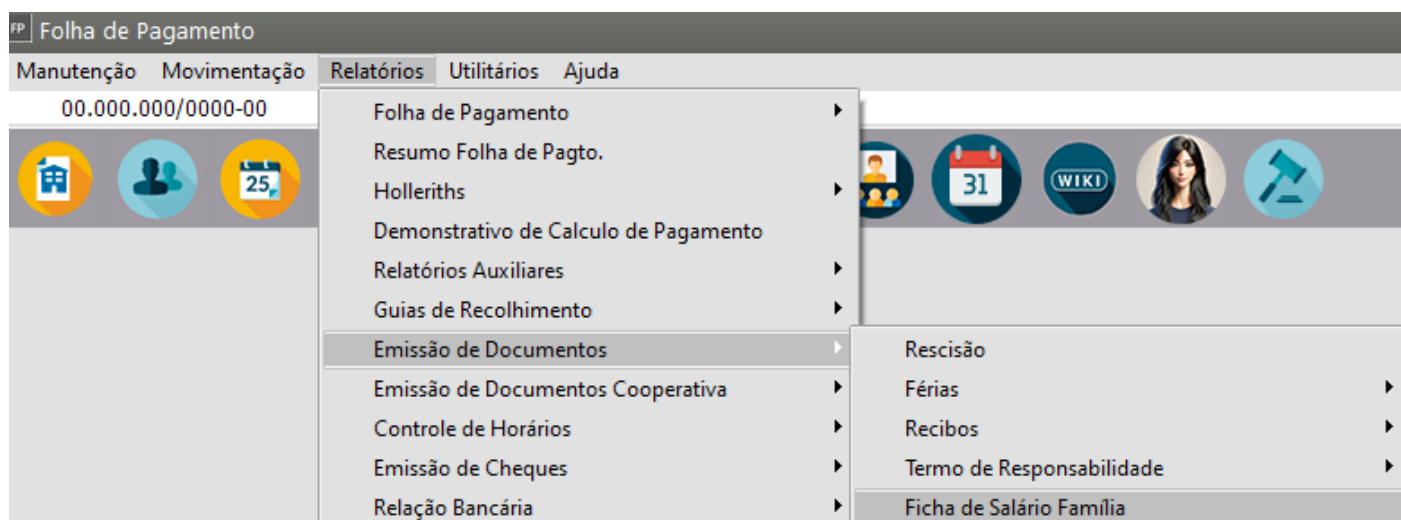 FP Folha de Pagamento
Manutenção Movimentação Relatórios Utilitários Ajuda
00.000.000/0000-00
Folha de Pagamento
Resumo Folha de Pagto.
Holleriths
Demonstrativo de Calculo de Pagamento
Relatórios Auxiliares
Guias de Recolhimento
Emissão de Documentos
Emissão de Documentos Cooperativa
Controle de Horários
Emissão de Cheques
Relação Bancária
Rescisão
Férias
Recibos
Termo de Responsabilidade
Ficha de Salário Família
25
31
WIKI